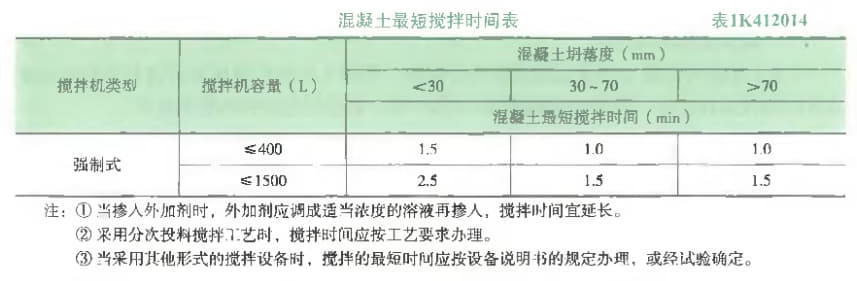 混凝土最短搅拌时间表 表1K412014
搅拌机类型 搅拌机容量（L） 混凝土坍落度（mm）
<30 30~70 >70
混凝土最短搅拌时间（min）
强制式 ≤400 1.5 1.0 1.0
≤1500 2.5 1.5 1.5
注：① 当掺入外加剂时，外加剂应调成适当浓度的溶液再掺入，搅拌时间宜延长。
② 采用分次投料搅拌工艺时，搅拌时间应按工艺要求办理。
③ 当采用其他形式的搅拌设备时，搅拌的最短时间应按设备说明书的规定办理，或经试验确定。